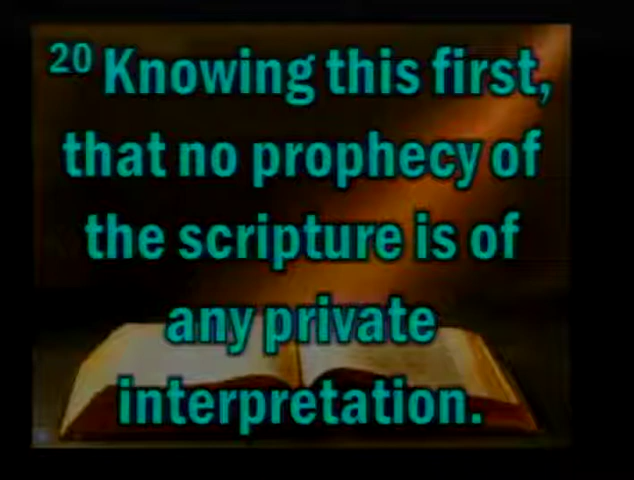 20 Knowing this first,
that no prophecy of
the scripture is of
any private
interpretation.